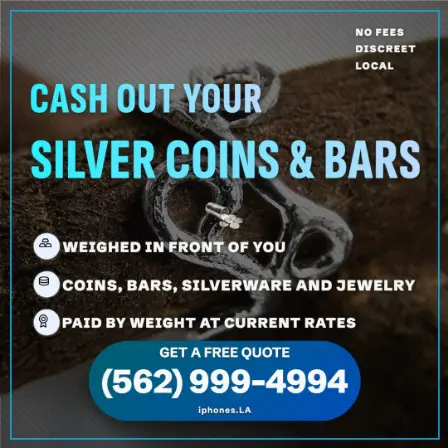 NO FEES
DISCREET
LOCAL
CASH OUT YOUR
SILVER COINS & BARS
WEIGHED IN FRONT OF YOU
COINS, BARS, SILVERWARE AND JEWELRY
PAID BY WEIGHT AT CURRENT RATES
GET A FREE QUOTE
(562) 999-4994
iphones.LA